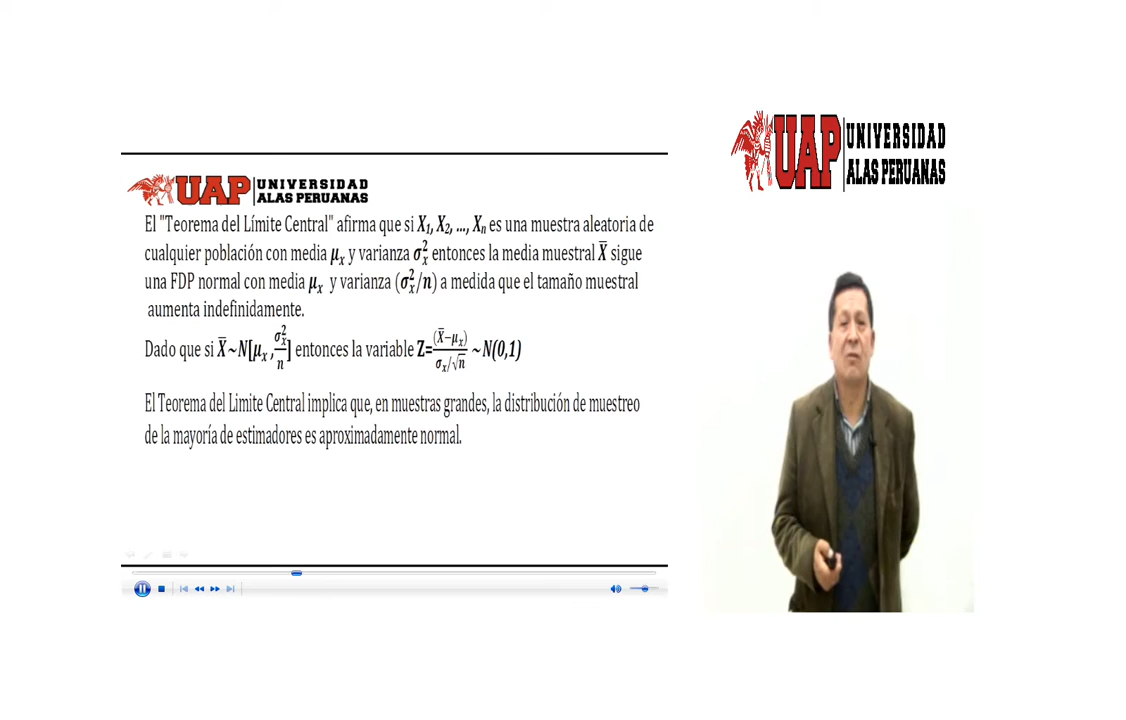 UAP UNIVERSIDAD
ALAS PERUANAS
UAP UNIVERSIDAD
ALAS PERUANAS
El "Teorema del Límite Central" afirma que si X₁, X₂, ..., Xₙ es una muestra aleatoria de
cualquier población con media μₓ y varianza σₓ² entonces la media muestral X̄ sigue
una FDP normal con media μₓ y varianza (σₓ²/n) a medida que el tamaño muestral
aumenta indefinidamente.
Dado que si X̄~N[μₓ, σₓ²/n] entonces la variable Z=(X̄−μₓ)/(σₓ/√n) ~N(0,1)
El Teorema del Limite Central implica que, en muestras grandes, la distribución de muestreo
de la mayoría de estimadores es aproximadamente normal.